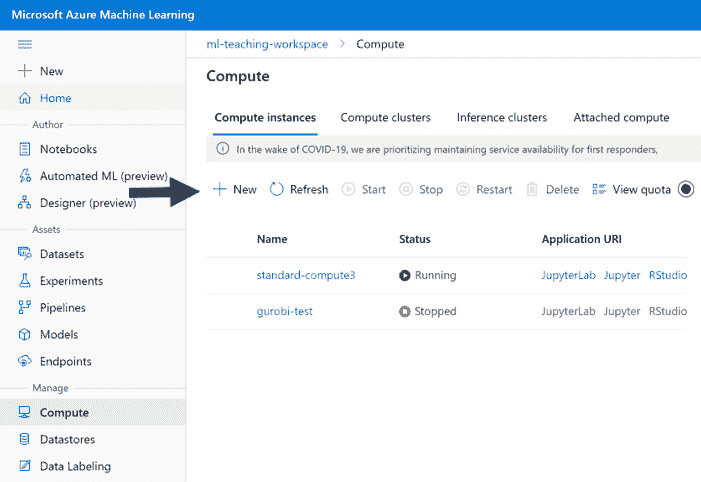 Microsoft Azure Machine Learning
New
Home
Author
Notebooks
Automated ML (preview)
Designer (preview)
Assets
Datasets
Experiments
Pipelines
Models
Endpoints
Manage
Compute
Datastores
Data Labeling
ml-teaching-workspace > Compute
Compute
Compute instances Compute clusters Inference clusters Attached compute
In the wake of COVID-19, we are prioritizing maintaining service availability for first responders,
New Refresh Start Stop Restart Delete View quota
Name Status Application URI
standard-compute3 Running JupyterLab Jupyter RStudio
gurobi-test Stopped JupyterLab Jupyter RStudio